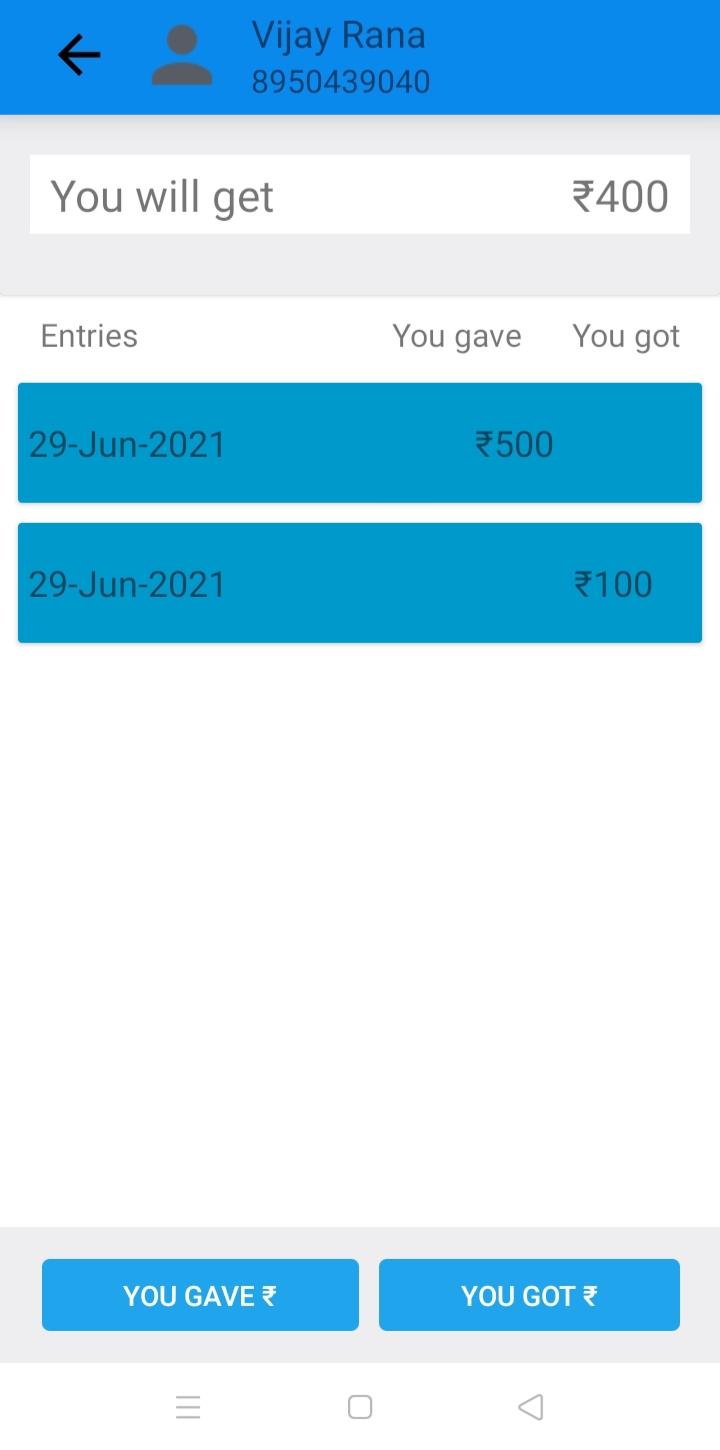 Vijay Rana
8950439040
You will get ₹400
Entries You gave You got
29-Jun-2021 ₹500
29-Jun-2021 ₹100
YOU GAVE ₹ YOU GOT ₹